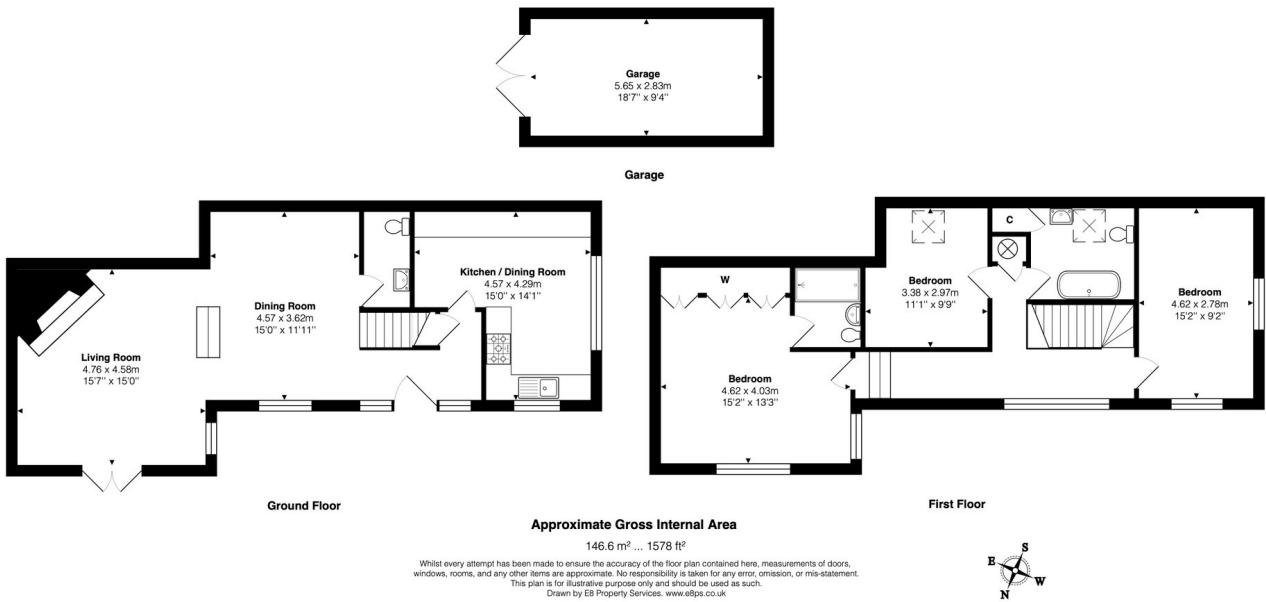 Garage
5.65 x 2.83m
18'7'' x 9'4''
Garage
Kitchen / Dining Room
4.57 x 4.29m
15'0'' x 14'1''
Dining Room
4.57 x 3.62m
15'0'' x 11'11''
Living Room
4.76 x 4.58m
15'7'' x 15'0''
Ground Floor
C
W
Bedroom
3.38 x 2.97m
11'1'' x 9'9''
Bedroom
4.62 x 2.78m
15'2'' x 9'2''
Bedroom
4.62 x 4.03m
15'2'' x 13'3''
First Floor
Approximate Gross Internal Area
146.6 m² ... 1578 ft²
Whilst every attempt has been made to ensure the accuracy of the floor plan contained here, measurements of doors,
windows, rooms, and any other items are approximate. No responsibility is taken for any error, omission, or mis-statement.
This plan is for illustrative purpose only and should be used as such.
Drawn by E8 Property Services. www.e8ps.co.uk
S
E
W
N